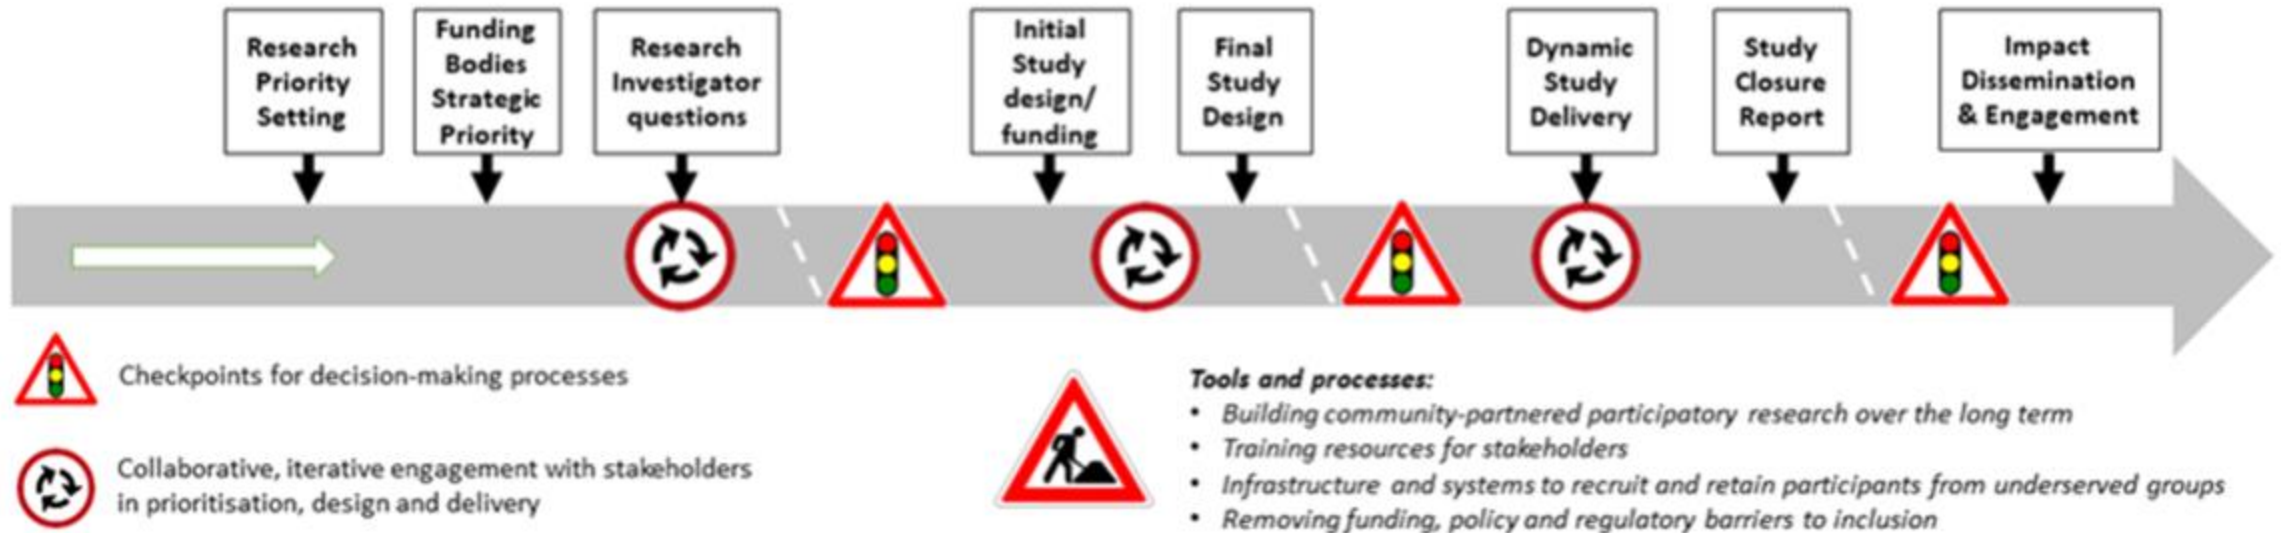 Research
Priority
Setting
Funding
Bodies
Strategic
Priority
Research
Investigator
questions
Initial
Study
design/
funding
Final
Study
Design
Dynamic
Study
Delivery
Study
Closure
Report
Impact
Dissemination
& Engagement
Checkpoints for decision-making processes
Collaborative, iterative engagement with stakeholders
in prioritisation, design and delivery
Tools and processes:
• Building community-partnered participatory research over the long term
• Training resources for stakeholders
• Infrastructure and systems to recruit and retain participants from underserved groups
• Removing funding, policy and regulatory barriers to inclusion